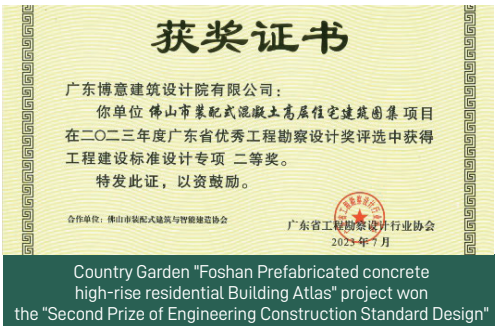 获奖证书
广东博意建筑设计院有限公司：
你单位 佛山市装配式混凝土高层住宅建筑图集 项目
在二〇二三年度广东省优秀工程勘察设计奖评选中获得
工程建设标准设计专项 二等奖。
特发此证，以资鼓励。
合作单位：佛山市装配式建筑与智能建造协会
广东省工程勘察设计行业协会
2023年7月
Country Garden "Foshan Prefabricated concrete
high-rise residential Building Atlas" project won
the "Second Prize of Engineering Construction Standard Design"